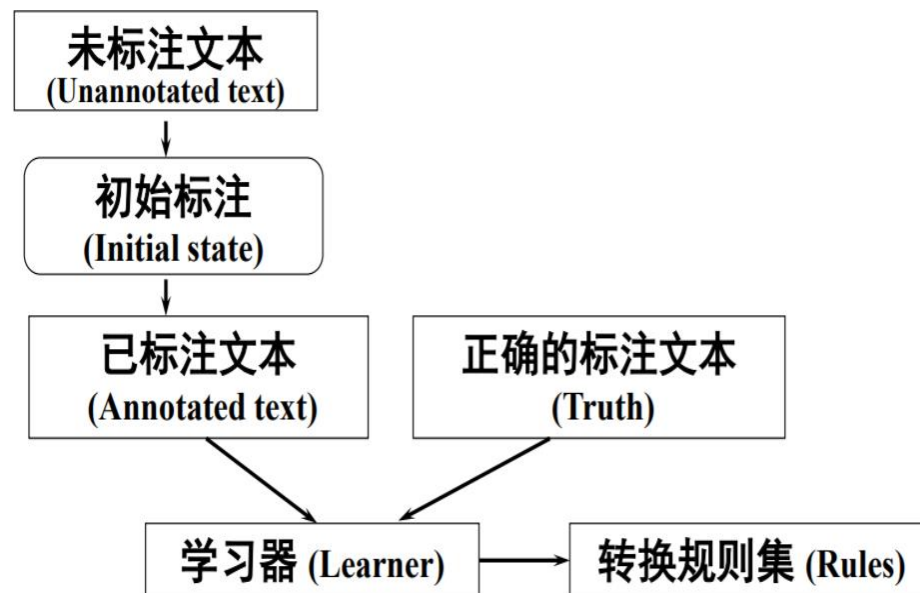 未标注文本
(Unannotated text)
初始标注
(Initial state)
已标注文本
(Annotated text)
正确的标注文本
(Truth)
学习器 (Learner)
转换规则集 (Rules)